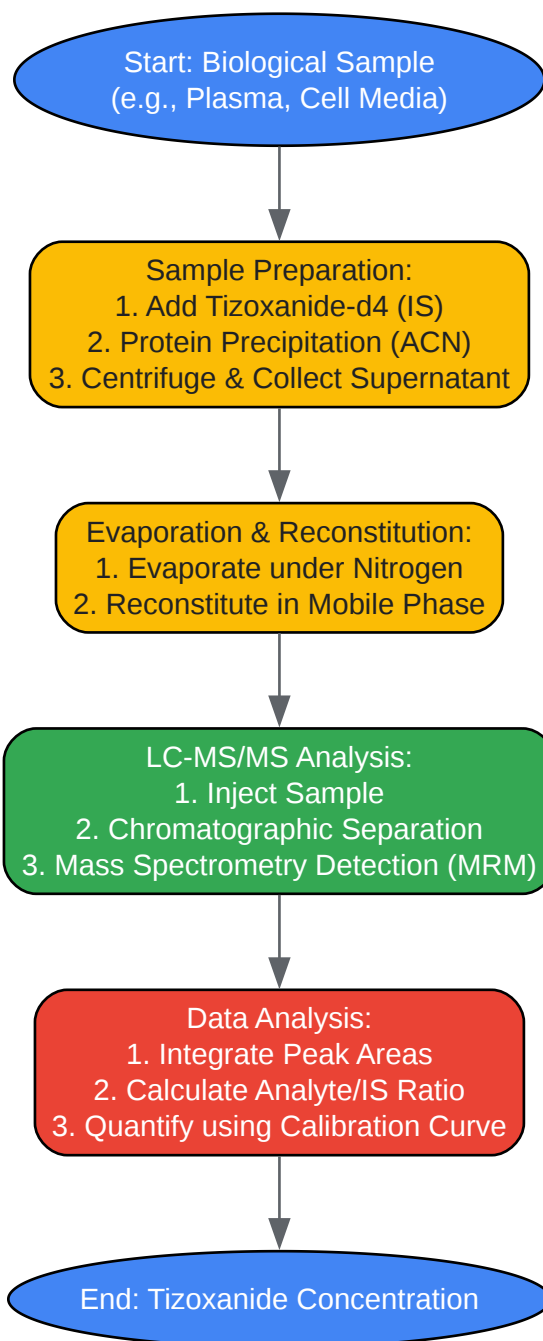 Start: Biological Sample
(e.g., Plasma, Cell Media)
Sample Preparation:
1. Add Tizoxanide-d4 (IS)
2. Protein Precipitation (ACN)
3. Centrifuge & Collect Supernatant
Evaporation & Reconstitution:
1. Evaporate under Nitrogen
2. Reconstitute in Mobile Phase
LC-MS/MS Analysis:
1. Inject Sample
2. Chromatographic Separation
3. Mass Spectrometry Detection (MRM)
Data Analysis:
1. Integrate Peak Areas
2. Calculate Analyte/IS Ratio
3. Quantify using Calibration Curve
End: Tizoxanide Concentration